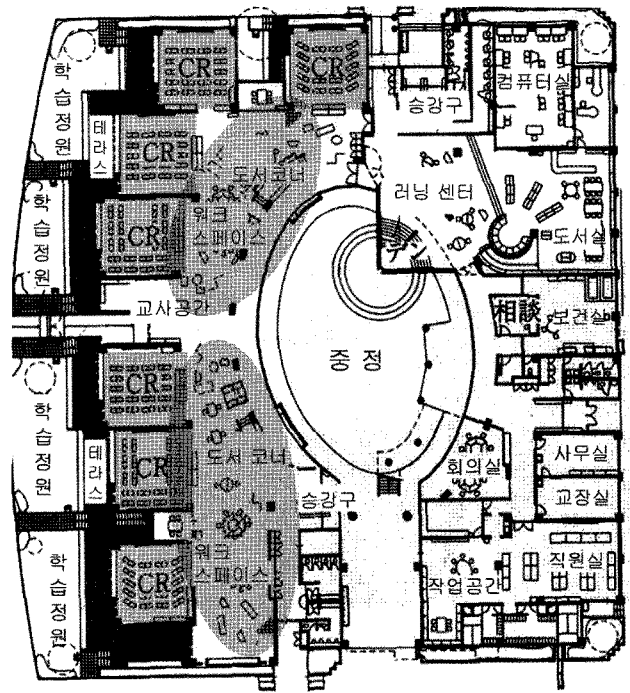 학
습
정
원
CR
CR
컴퓨터실
승강구
테
라
스
CR
도서코너
러닝 센터
학
습
정
원
CR
워크
스페이스
도서실
교사공간
相談
보건실
중 정
학
습
정
원
CR
테
라
스
CR
도서 코너
회의실
사무실
승강구
교장실
학
습
정
원
CR
워크
스페이스
작업공간
직원실